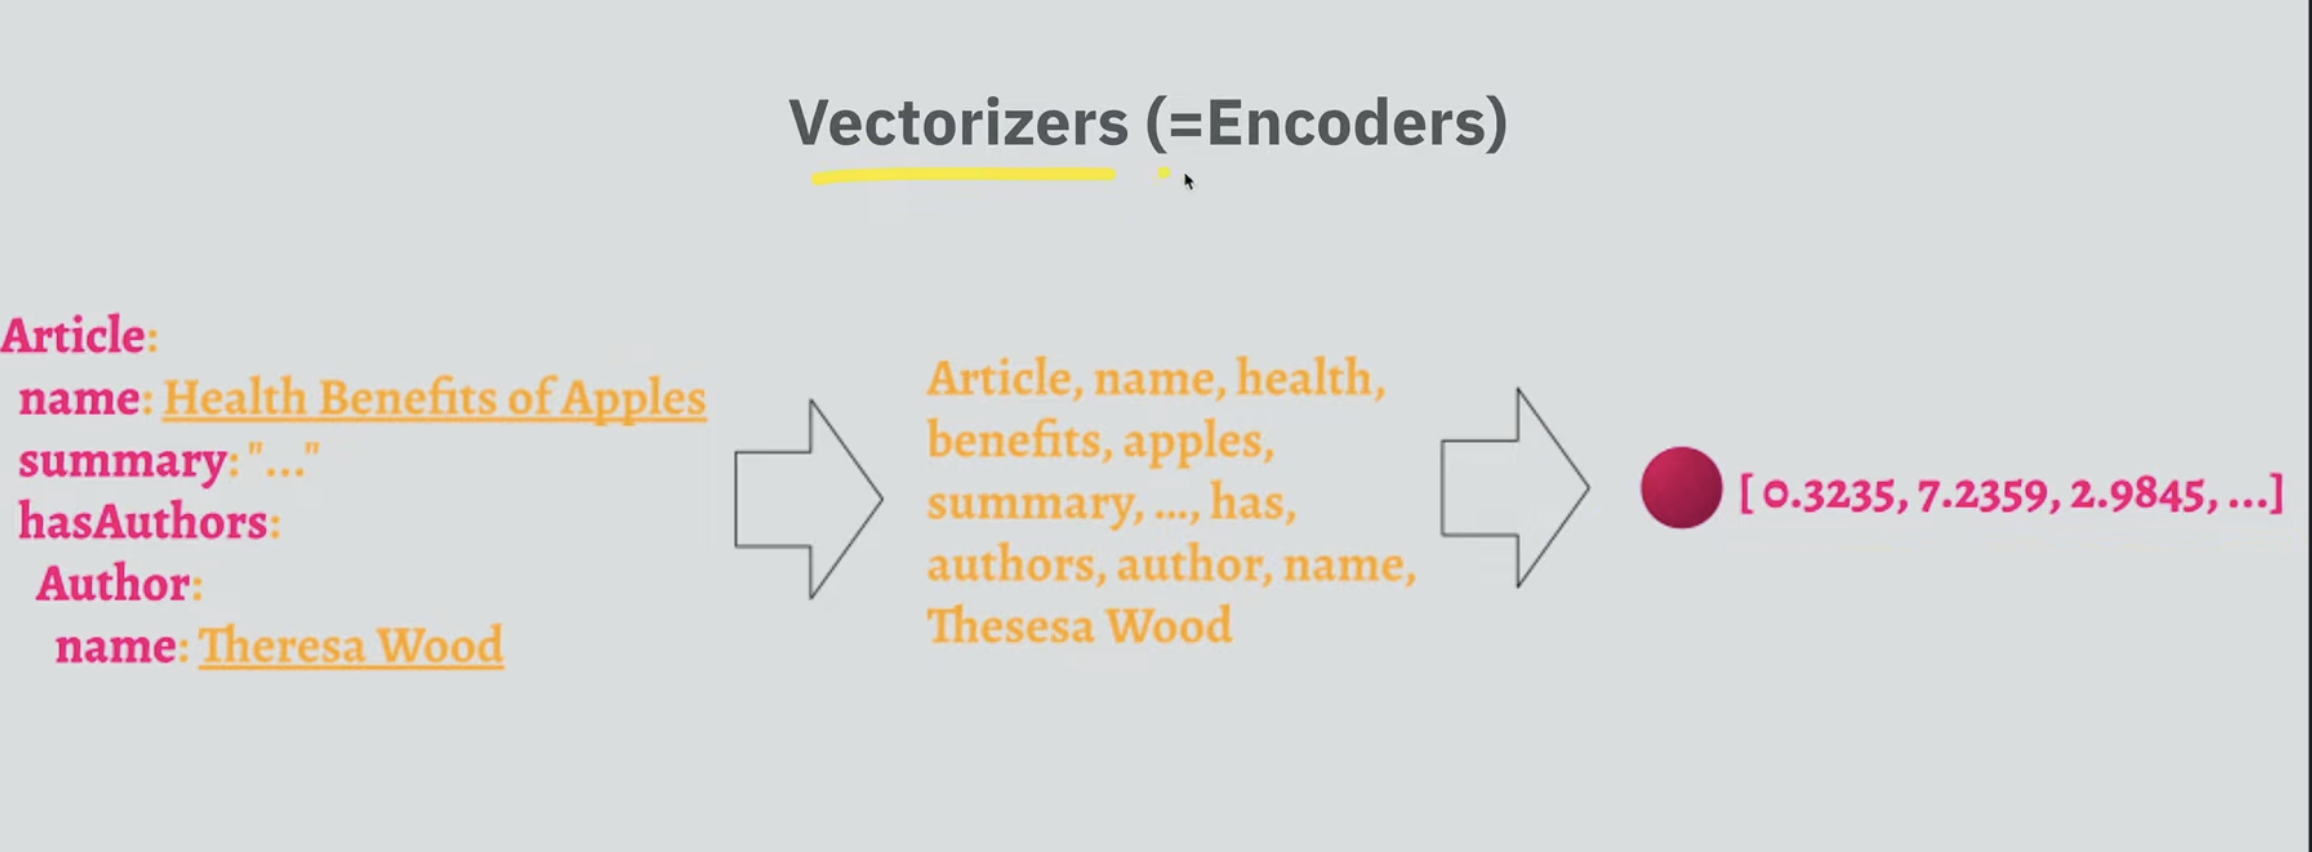 Vectorizers (=Encoders)
Article:
name: Health Benefits of Apples
summary: "..."
hasAuthors:
Author:
name: Theresa Wood
Article, name, health,
benefits, apples,
summary, ..., has,
authors, author, name,
Thesesa Wood
[ 0.3235, 7.2359, 2.9845, ...]